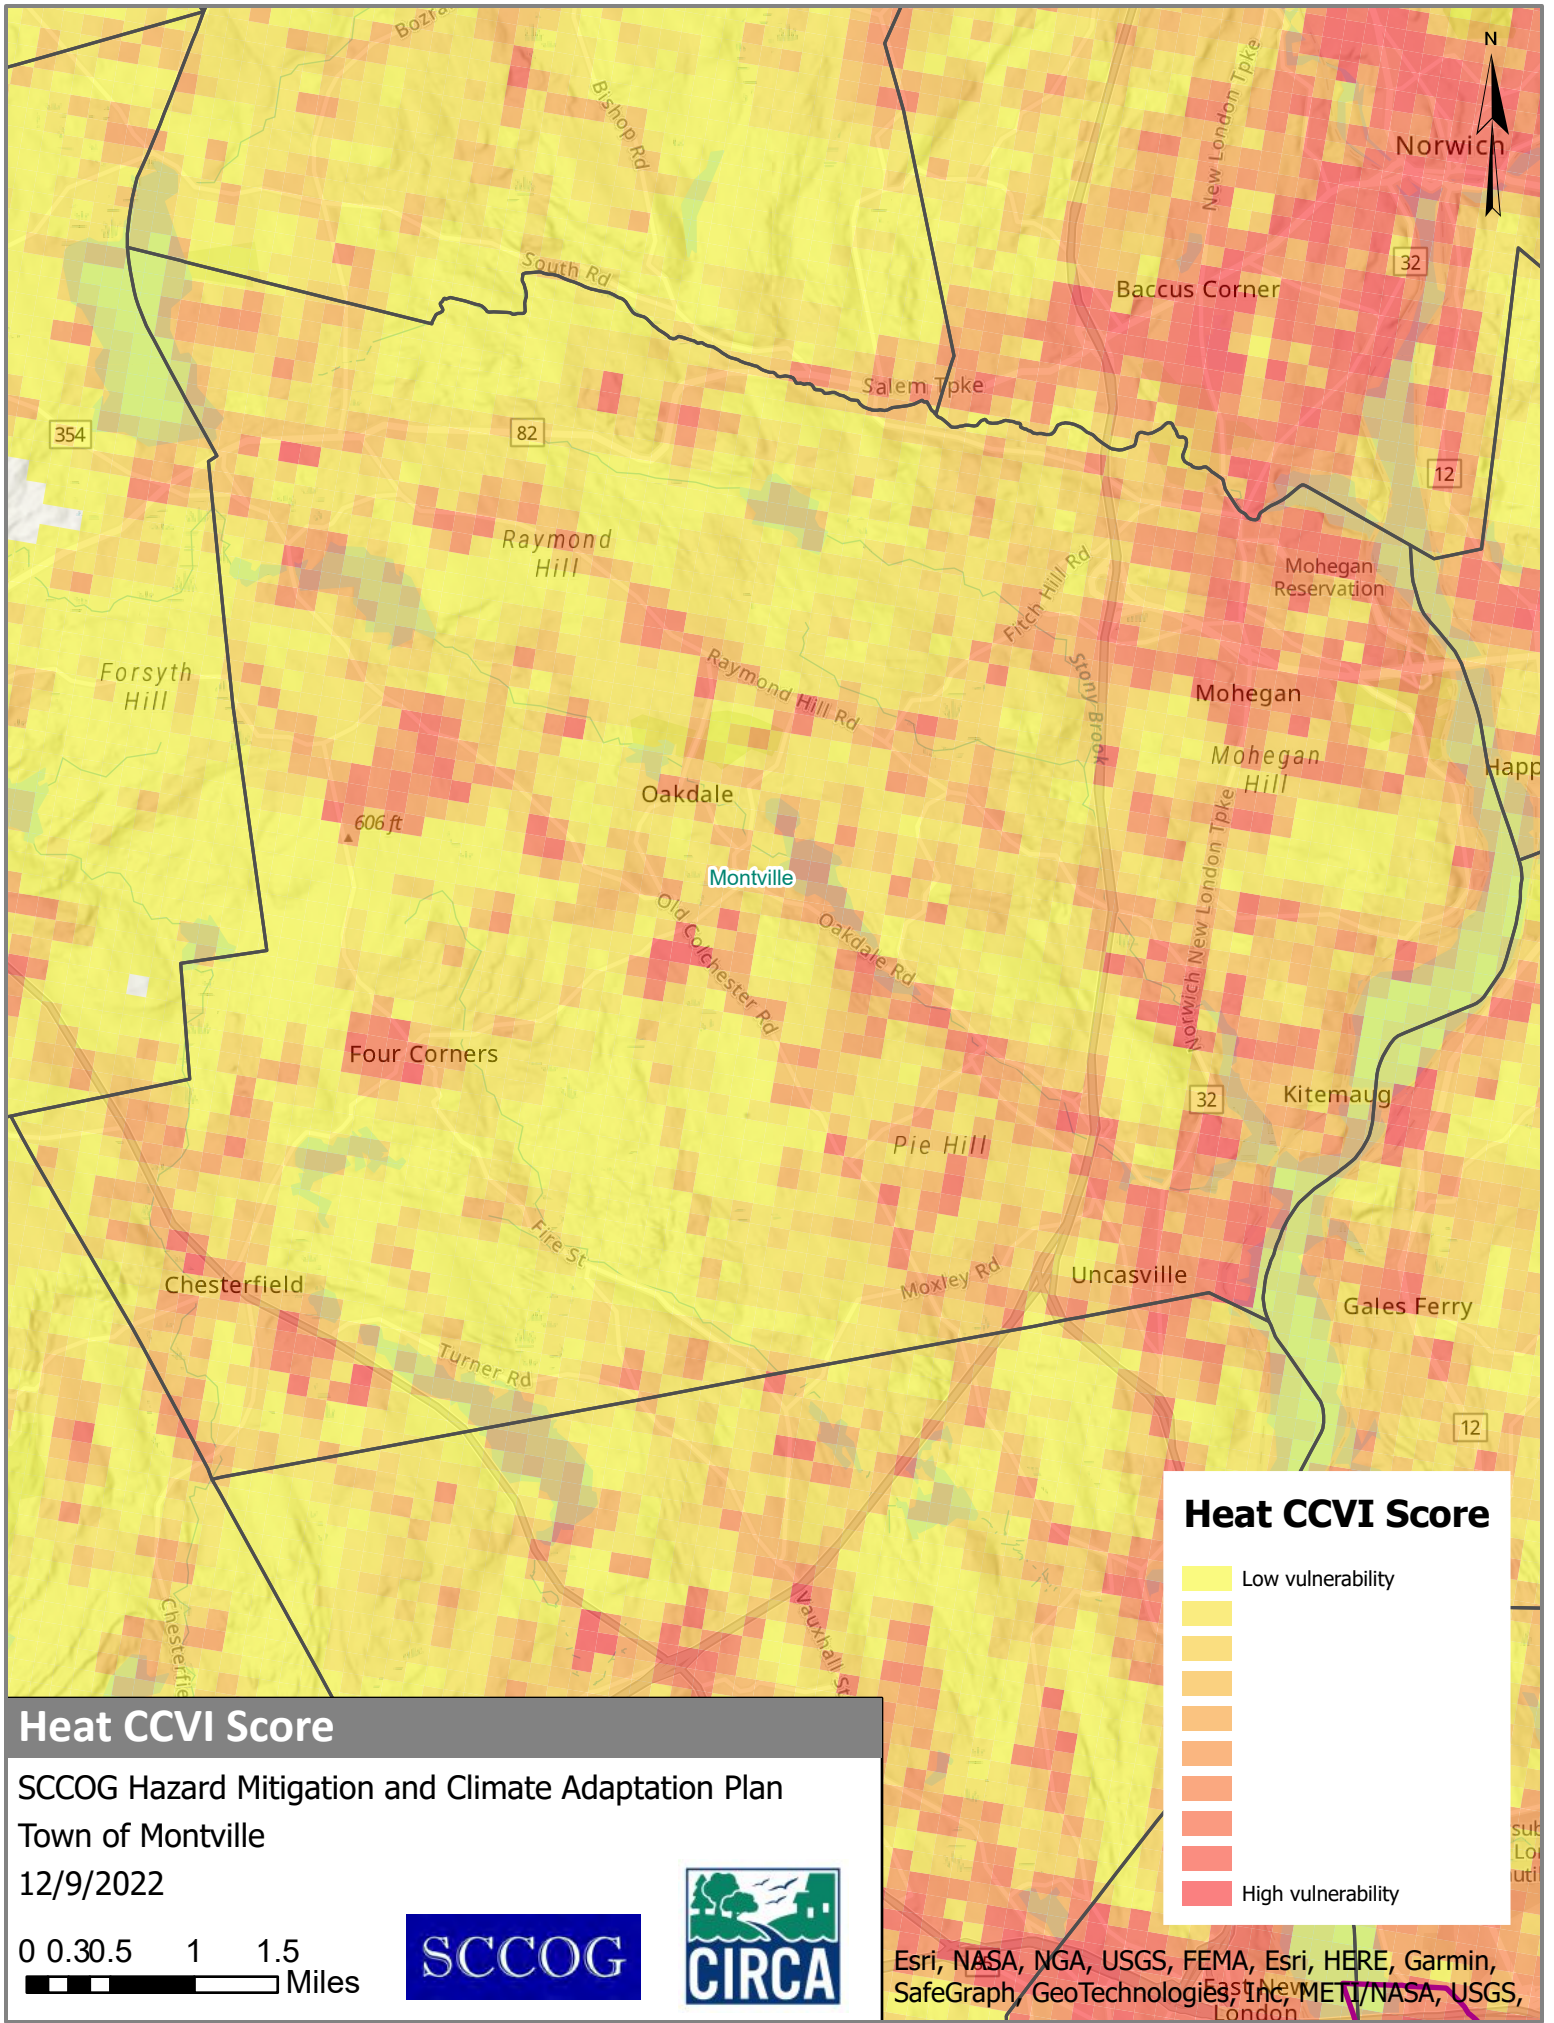 Bozra
N
Bishop Rd
New London Tpke
Norwich
South Rd
32
Baccus Corner
Salem Tpke
354
82
12
Raymond
Hill
Fitch Hill Rd
Mohegan
Reservation
Forsyth
Hill
Raymond Hill Rd
Stony Brook
Mohegan
Mohegan
Hill
Happ
Oakdale
606 ft
Montville
Norwich New London Tpke
Old Colchester Rd
Oakdale Rd
Four Corners
32
Kitemaug
Pie Hill
Fire St
Moxley Rd
Uncasville
Chesterfield
Gales Ferry
Turner Rd
12
Chesterfie
Vauxhall St
Heat CCVI Score
Low vulnerability
High vulnerability
sub
Lo
uti
Heat CCVI Score
SCCOG Hazard Mitigation and Climate Adaptation Plan
Town of Montville
12/9/2022
0 0.30.5 1 1.5
Miles
SCCOG
CIRCA
95
East New
London
Esri, NASA, NGA, USGS, FEMA, Esri, HERE, Garmin,
SafeGraph, GeoTechnologies, Inc, METI/NASA, USGS,